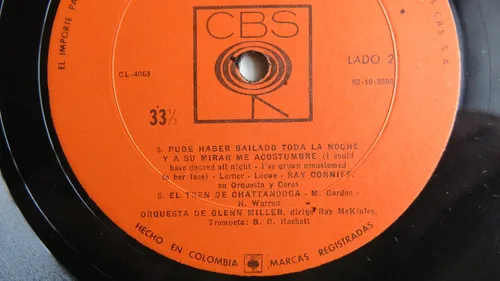 CBS
EL IMPORTE PA
CBS S A
CL-4063
LADO 2
33⅓
5. PUDE HABER BAILADO TODA LA NOCHE
Y A SU MIRAR ME ACOSTUMBRE (I could
have danced all night - I've grown accustomed
to her face) - Lerner - Loewe - RAY CONNIFF,
su Orquesta y Coros
6. EL TREN DE CHATTANOOGA - M. Gordon -
H. Warren
ORQUESTA DE GLENN MILLER, dirige Ray McKinley,
Trompeta: B. B. Hackett
HECHO EN COLOMBIA MARCAS REGISTRADAS